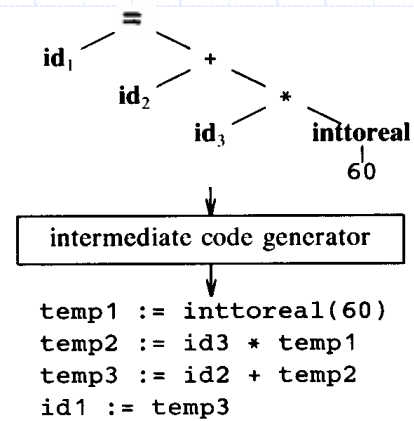 =
id₁ +
id₂ *
id₃ inttoreal
60
intermediate code generator
temp1 := inttoreal(60)
temp2 := id3 * temp1
temp3 := id2 + temp2
id1 := temp3